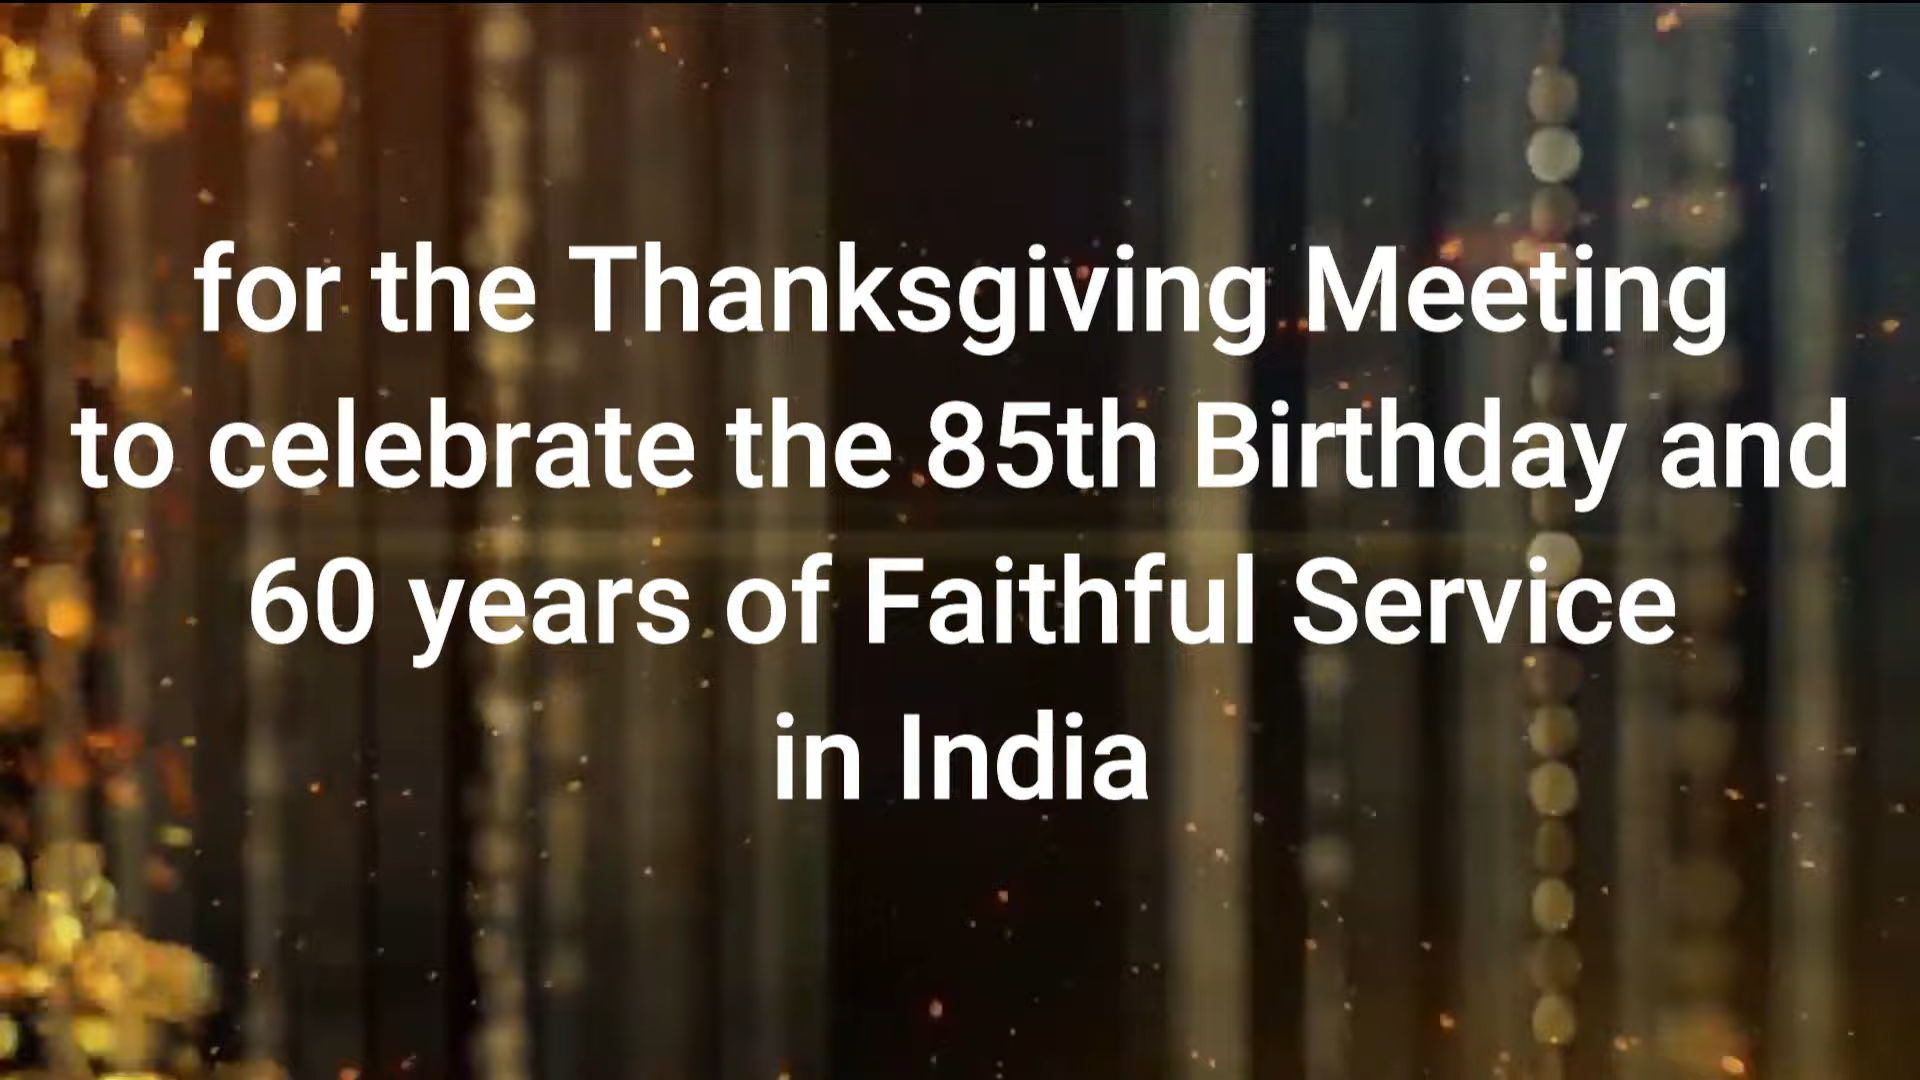 for the Thanksgiving Meeting
to celebrate the 85th Birthday and
60 years of Faithful Service
in India